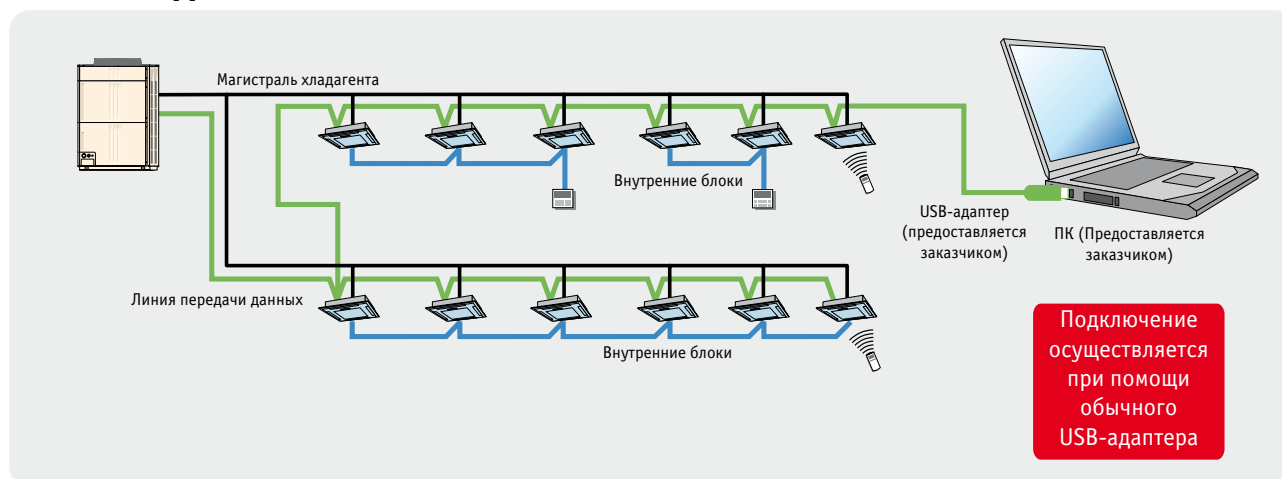 Магистраль хладагента
Внутренние блоки
USB-адаптер
(предоставляется
заказчиком)
ПК (Предоставляется
заказчиком)
Линия передачи данных
Внутренние блоки
Подключение
осуществляется
при помощи
обычного
USB-адаптера